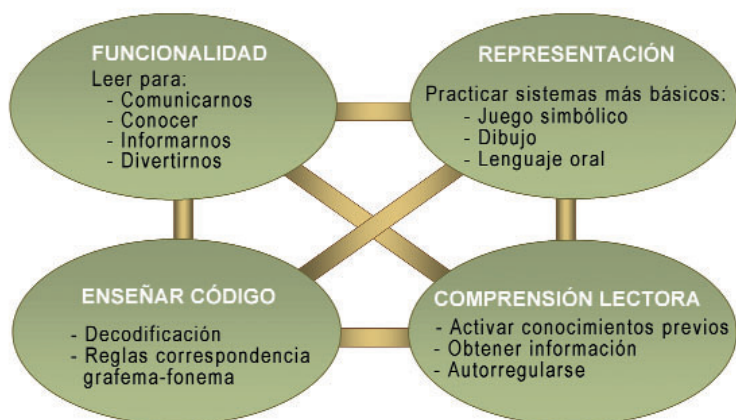 FUNCIONALIDAD
Leer para:
- Comunicarnos
- Conocer
- Informarnos
- Divertirnos
REPRESENTACIÓN
Practicar sistemas más básicos:
- Juego simbólico
- Dibujo
- Lenguaje oral
ENSEÑAR CÓDIGO
- Decodificación
- Reglas correspondencia
grafema-fonema
COMPRENSIÓN LECTORA
- Activar conocimientos previos
- Obtener información
- Autorregularse